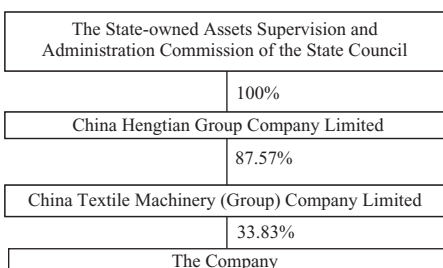 The State-owned Assets Supervision and
Administration Commission of the State Council
100%
China Hengtian Group Company Limited
87.57%
China Textile Machinery (Group) Company Limited
33.83%
The Company